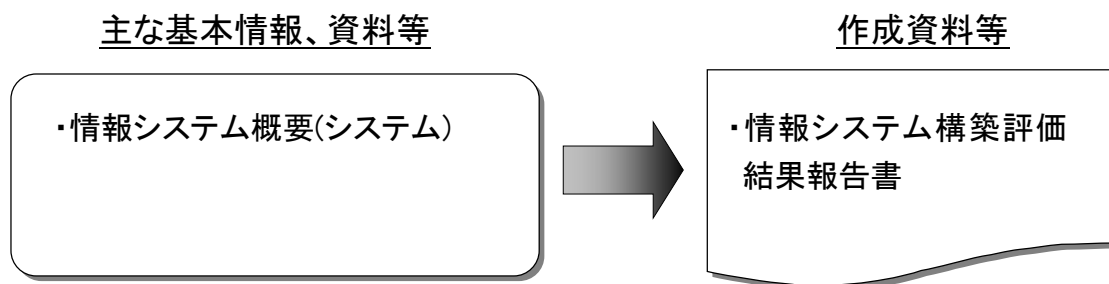 主な基本情報、資料等
作成資料等
・情報システム概要(システム)
・情報システム構築評価
結果報告書